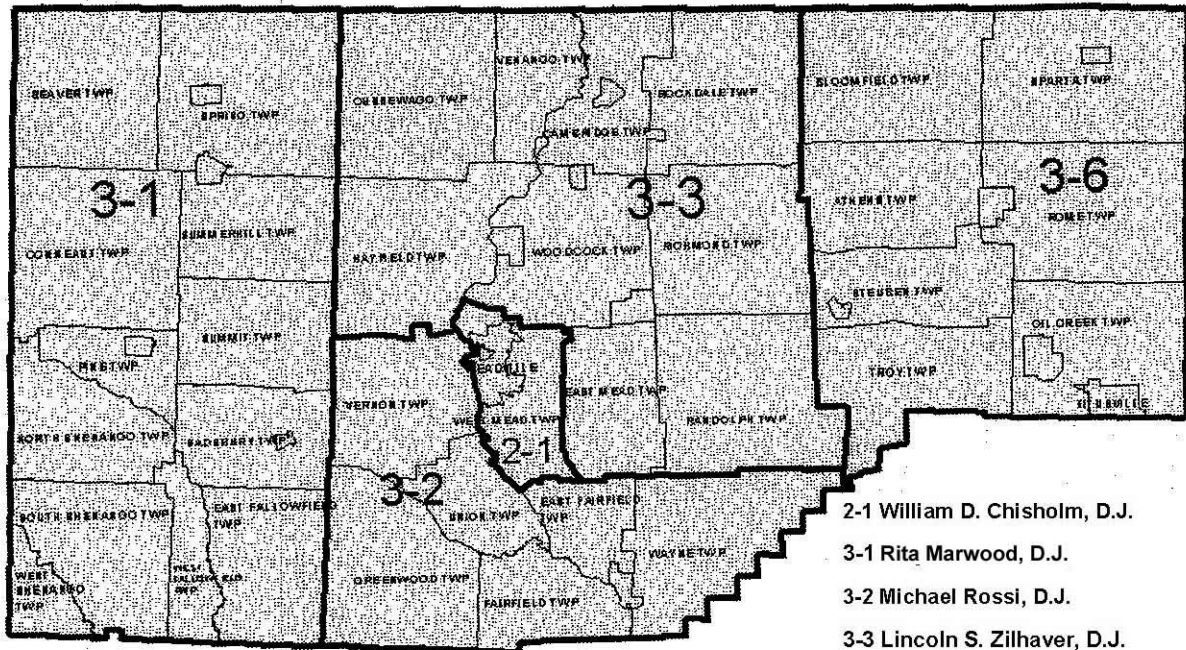 VENANGO TWP
BEAVER TWP
SPRING TWP
CUSSEWAGO TWP
ROCKDALE TWP
BLOOMFIELD TWP
SPARTA TWP
CAMBRIDGE TWP
3-1
3-3
3-6
ATHENS TWP
ROME TWP
CONNEAUT TWP
SUMMERHILL TWP
HAYFIELD TWP
WOODCOCK TWP
RICHMOND TWP
STEUBEN TWP
OIL CREEK TWP
SUMMIT TWP
PINE TWP
TROY TWP
VERNON TWP
EAST MEAD TWP
RANDOLPH TWP
WEST MEAD TWP
NORTH SHENANGO TWP
SADSBURY TWP
2-1
3-2
SOUTH SHENANGO TWP
EAST FALLOWFIELD
TWP
UNION TWP
EAST FAIRFIELD
TWP
WAYNE TWP
WEST
SHENANGO
TWP
GREENWOOD TWP
FAIRFIELD TWP
2-1 William D. Chisholm, D.J.
3-1 Rita Marwood, D.J.
3-2 Michael Rossi, D.J.
3-3 Lincoln S. Zilhaver, D.J.